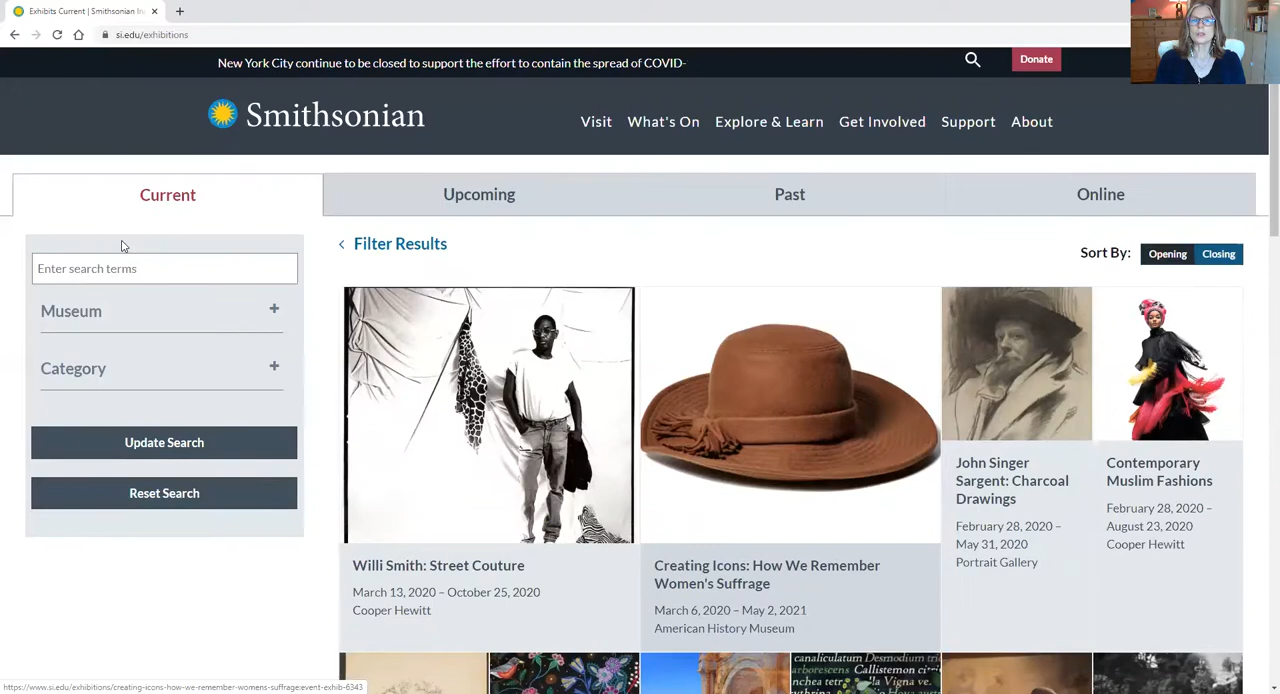 Exhibits Current | Smithsonian In
si.edu/exhibitions
New York City continue to be closed to support the effort to contain the spread of COVID-
Donate
Smithsonian
Visit What's On Explore & Learn Get Involved Support About
Current Upcoming Past Online
Filter Results
Sort By: Opening Closing
Enter search terms
Museum
Category
Update Search
Reset Search
Willi Smith: Street Couture
March 13, 2020 – October 25, 2020
Cooper Hewitt
Creating Icons: How We Remember
Women's Suffrage
March 6, 2020 – May 2, 2021
American History Museum
John Singer
Sargent: Charcoal
Drawings
February 28, 2020 –
May 31, 2020
Portrait Gallery
Contemporary
Muslim Fashions
February 28, 2020 –
August 23, 2020
Cooper Hewitt
canaliculatum Desmodium
arborescens Callistemon
la Vigna
https://www.si.edu/exhibitions/creating-icons-how-we-remember-womens-suffrage:event-exhib-6343